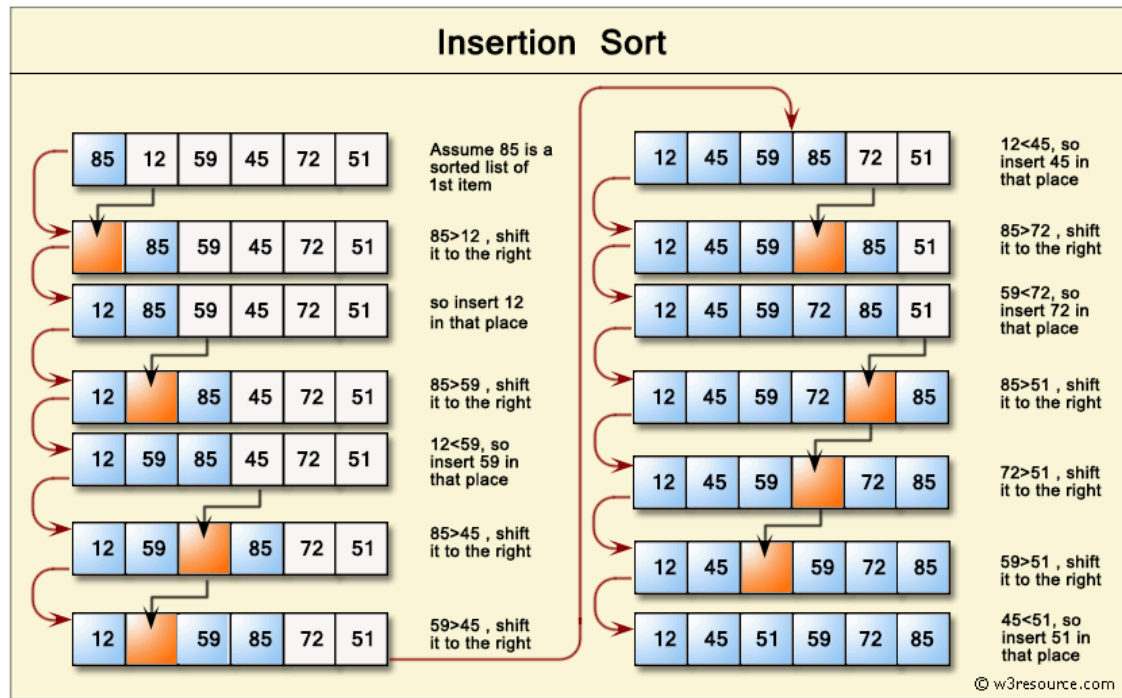 Insertion Sort
85 12 59 45 72 51
Assume 85 is a
sorted list of
1st item
85 59 45 72 51
85>12 , shift
it to the right
12 85 59 45 72 51
so insert 12
in that place
12 85 45 72 51
85>59 , shift
it to the right
12 59 85 45 72 51
12<59, so
insert 59 in
that place
12 59 85 72 51
85>45 , shift
it to the right
12 59 85 72 51
59>45 , shift
it to the right
12 45 59 85 72 51
12<45, so
insert 45 in
that place
12 45 59 85 51
85>72 , shift
it to the right
12 45 59 72 85 51
59<72, so
insert 72 in
that place
12 45 59 72 85
85>51 , shift
it to the right
12 45 59 72 85
72>51 , shift
it to the right
12 45 59 72 85
59>51 , shift
it to the right
12 45 51 59 72 85
45<51, so
insert 51 in
that place
© w3resource.com